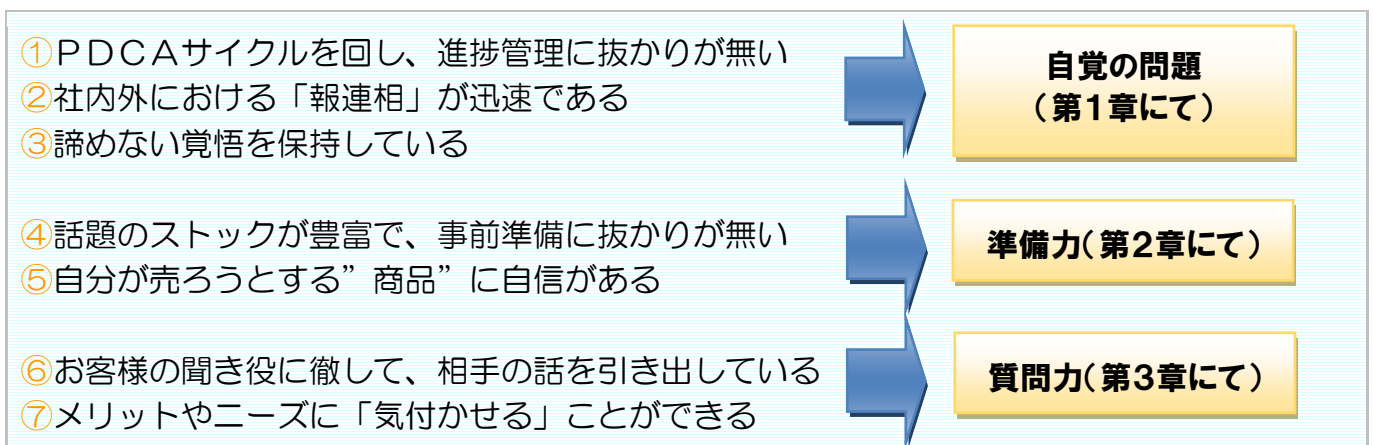 ①ＰＤＣＡサイクルを回し、進捗管理に抜かりが無い
②社内外における「報連相」が迅速である
③諦めない覚悟を保持している
自覚の問題
（第１章にて）
④話題のストックが豊富で、事前準備に抜かりが無い
⑤自分が売ろうとする”商品”に自信がある
準備力（第２章にて）
⑥お客様の聞き役に徹して、相手の話を引き出している
⑦メリットやニーズに「気付かせる」ことができる
質問力（第３章にて）